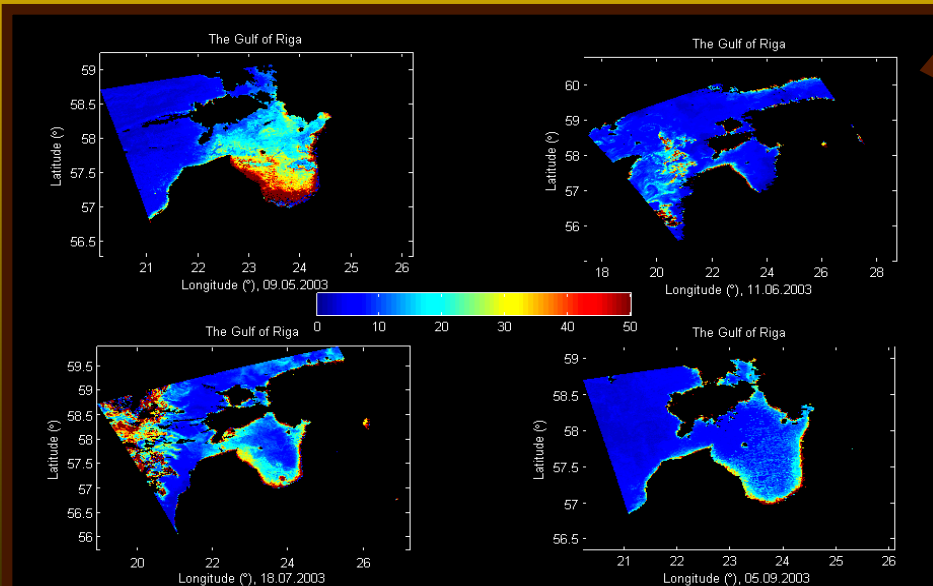 The Gulf of Riga
59
58.5
58
57.5
57
56.5
Latitude (°)
21 22 23 24 25 26
Longitude (°), 09.05.2003
The Gulf of Riga
60
59
58
57
56
Latitude (°)
18 20 22 24 26 28
Longitude (°), 11.06.2003
0 10 20 30 40 50
The Gulf of Riga
59.5
59
58.5
58
57.5
57
56.5
56
Latitude (°)
20 22 24 26
Longitude (°), 18.07.2003
The Gulf of Riga
59
58.5
58
57.5
57
56.5
Latitude (°)
21 22 23 24 25 26
Longitude (°), 05.09.2003